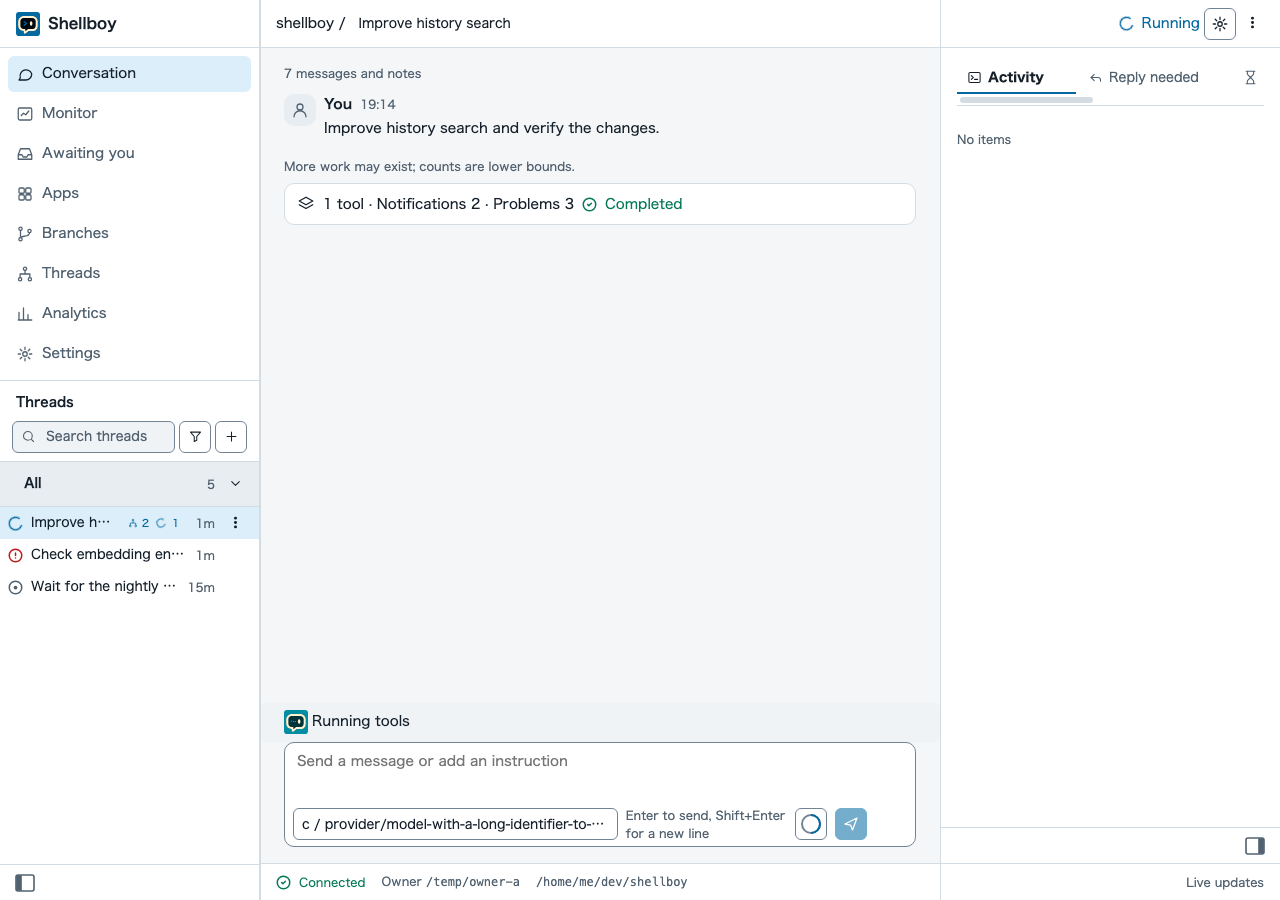 Shellboy
Conversation
Monitor
Awaiting you
Apps
Branches
Threads
Analytics
Settings
Threads
Search threads
All 5
Improve h··· 2 1 1m
Check embedding en··· 1m
Wait for the nightly ··· 15m
shellboy / Improve history search
7 messages and notes
You 19:14
Improve history search and verify the changes.
More work may exist; counts are lower bounds.
1 tool · Notifications 2 · Problems 3 Completed
Running tools
Send a message or add an instruction
c / provider/model-with-a-long-identifier-to-···
Enter to send, Shift+Enter
for a new line
Connected Owner /temp/owner-a /home/me/dev/shellboy
Running
Activity Reply needed
No items
Live updates